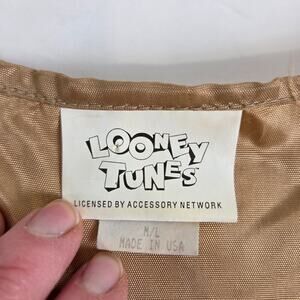 LOONEY
TUNES
LICENSED BY ACCESSORY NETWORK
M/L
MADE IN USA